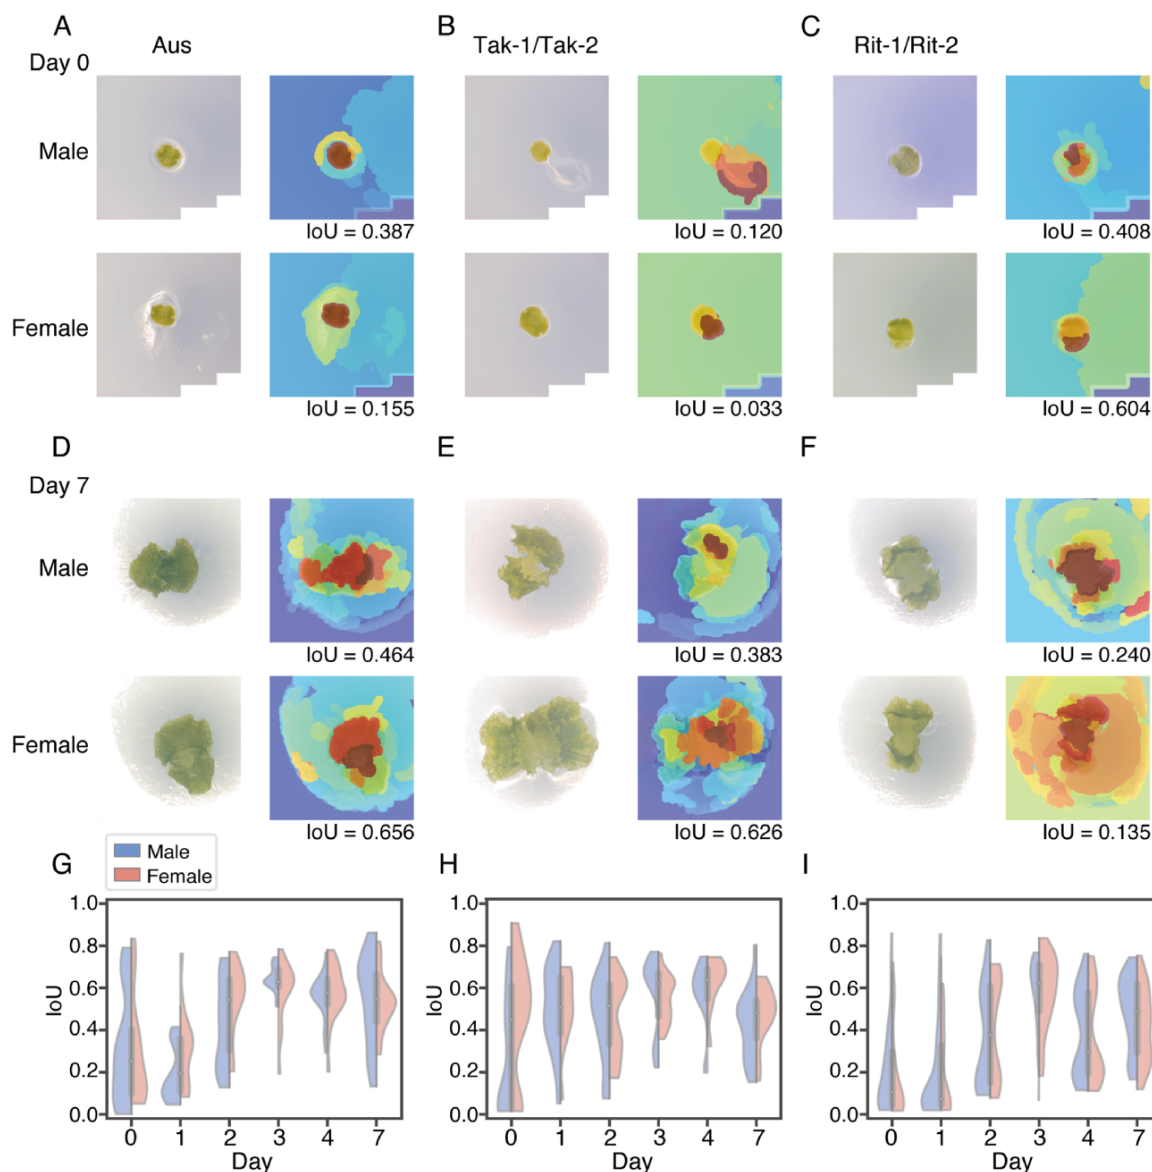 A B C
Aus Tak-1/Tak-2 Rit-1/Rit-2
Day 0
Male
IoU = 0.387 IoU = 0.120 IoU = 0.408
Female
IoU = 0.155 IoU = 0.033 IoU = 0.604
D E F
Day 7
Male
IoU = 0.464 IoU = 0.383 IoU = 0.240
Female
IoU = 0.656 IoU = 0.626 IoU = 0.135
G H I
Male
Female
1.0 1.0 1.0
0.8 0.8 0.8
0.6 0.6 0.6
IoU IoU IoU
0.4 0.4 0.4
0.2 0.2 0.2
0.0 0.0 0.0
0 1 2 3 4 7 0 1 2 3 4 7 0 1 2 3 4 7
Day Day Day